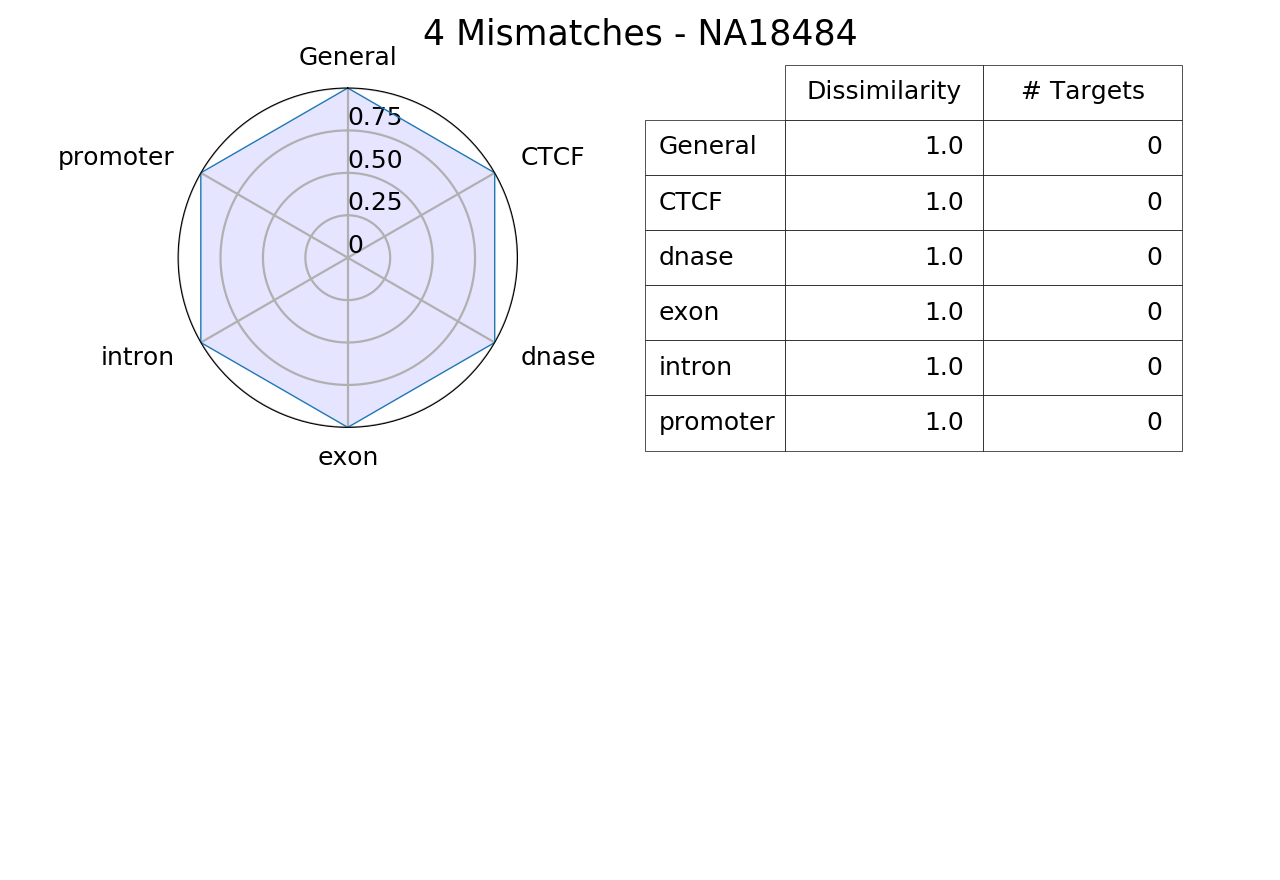 4 Mismatches - NA18484
General
promoter
CTCF
0.75
0.50
0.25
0
intron
dnase
exon
Dissimilarity # Targets
General 1.0 0
CTCF 1.0 0
dnase 1.0 0
exon 1.0 0
intron 1.0 0
promoter 1.0 0